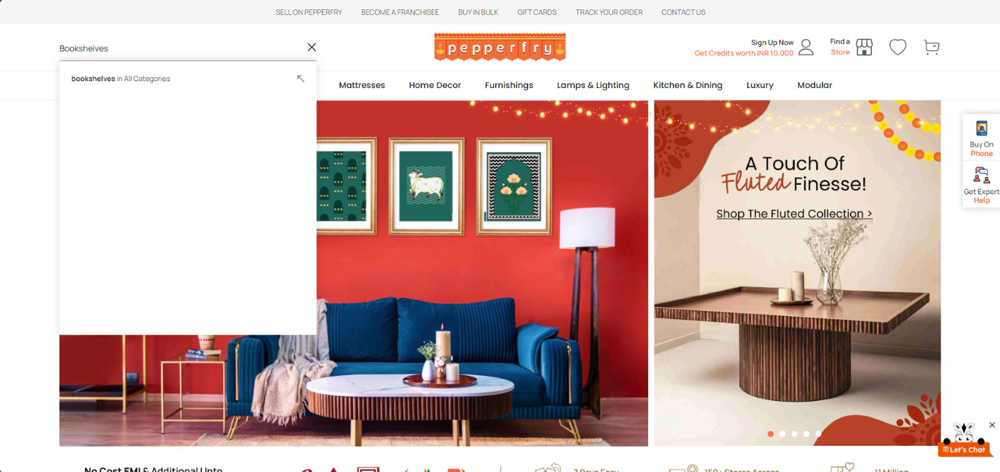 SELL ON PEPPERFRY BECOME A FRANCHISEE BUY IN BULK GIFT CARDS TRACK YOUR ORDER CONTACT US
Bookshelves
pepperfry
Sign Up Now
Get Credits worth INR 10,000
Find a
Store
bookshelves in All Categories
Mattresses Home Decor Furnishings Lamps & Lighting Kitchen & Dining Luxury Modular
A Touch Of
Fluted Finesse!
Shop The Fluted Collection >
Buy On
Phone
Get Expert
Help
Let's Chat
No Cost EMI & Additional Upto
7 Days Easy
150+ Stores Across
11 Million